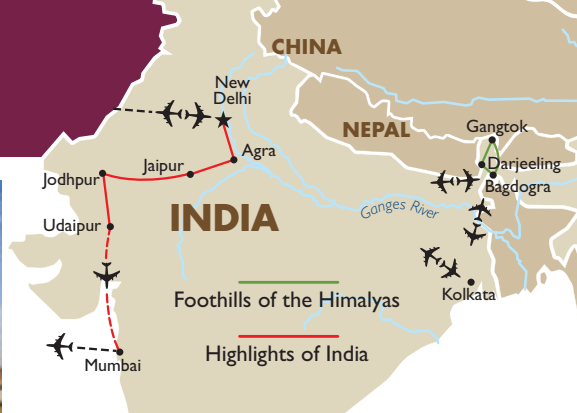 CHINA
New
Delhi
NEPAL
Gangtok
Agra
Jaipur
Darjeeling
Jodhpur
Bagdogra
Ganges River
INDIA
Udaipur
Foothills of the Himalyas
Kolkata
Highlights of India
Mumbai